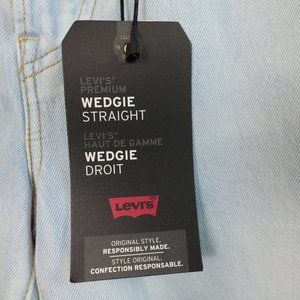 LEVI'S®
PREMIUM
WEDGIE
STRAIGHT
LEVI'S™
HAUT DE GAMME
WEDGIE
DROIT
LEVI'S
ORIGINAL STYLE.
RESPONSIBLY MADE.
STYLE ORIGINAL.
CONFECTION RESPONSABLE.